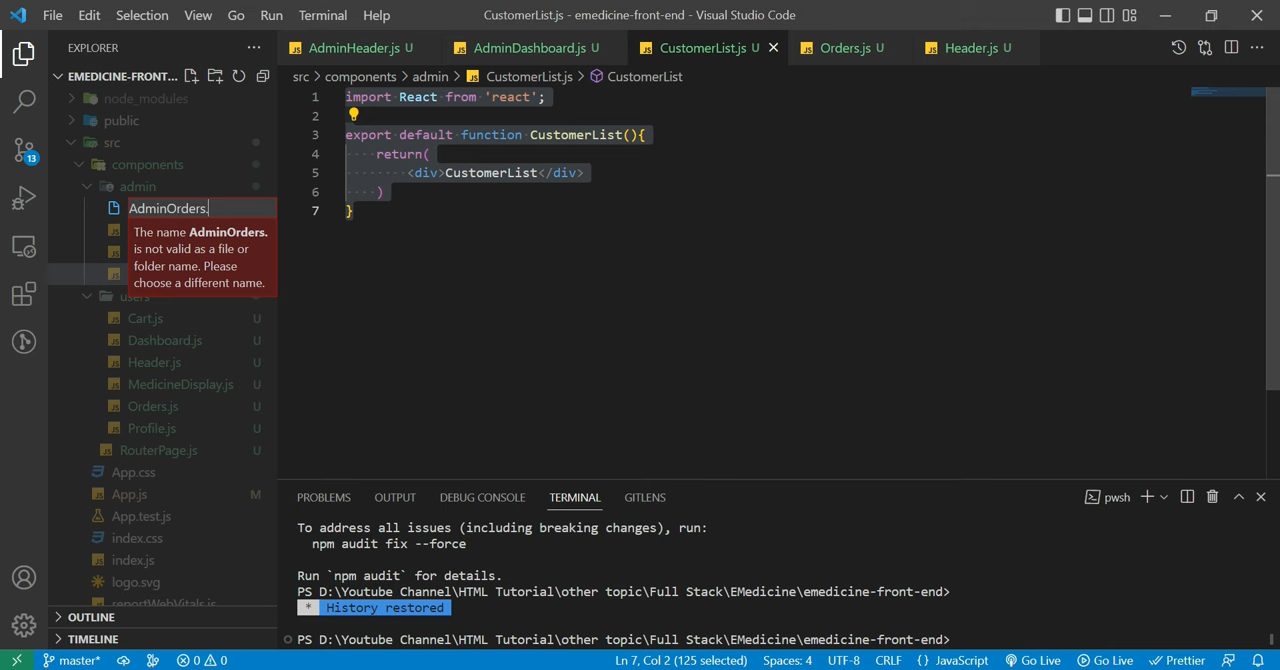 File Edit Selection View Go Run Terminal Help
CustomerList.js - emedicine-front-end - Visual Studio Code
EXPLORER
EMEDICINE-FRONT...
node_modules
public
src
components
admin
AdminOrders.
The name AdminOrders.
is not valid as a file or
folder name. Please
choose a different name.
users
Cart.js U
Dashboard.js U
Header.js U
MedicineDisplay.js U
Orders.js U
Profile.js U
RouterPage.js U
App.css
App.js M
App.test.js
index.css
index.js
logo.svg
reportWebVitals.js
OUTLINE
TIMELINE
13
AdminHeader.js U
AdminDashboard.js U
CustomerList.js U
Orders.js U
Header.js U
src > components > admin > CustomerList.js > CustomerList
1 import React from 'react';
2
3 export default function CustomerList(){
4 return(
5 <div>CustomerList</div>
6 )
7 }
PROBLEMS OUTPUT DEBUG CONSOLE TERMINAL GITLENS
pwsh
To address all issues (including breaking changes), run:
npm audit fix --force
Run `npm audit` for details.
PS D:\Youtube Channel\HTML Tutorial\other topic\Full Stack\EMedicine\emedicine-front-end>
* History restored
PS D:\Youtube Channel\HTML Tutorial\other topic\Full Stack\EMedicine\emedicine-front-end>
master* 0 0 Ln 7, Col 2 (125 selected) Spaces: 4 UTF-8 CRLF {} JavaScript Go Live Go Live Prettier